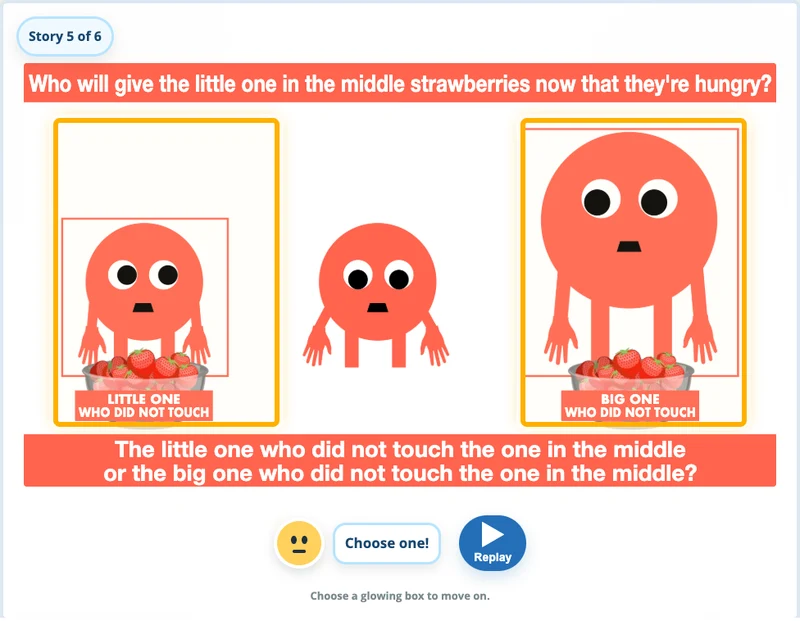 Story 5 of 6
Who will give the little one in the middle strawberries now that they're hungry?
LITTLE ONE
WHO DID NOT TOUCH
BIG ONE
WHO DID NOT TOUCH
The little one who did not touch the one in the middle
or the big one who did not touch the one in the middle?
Choose one!
Replay
Choose a glowing box to move on.